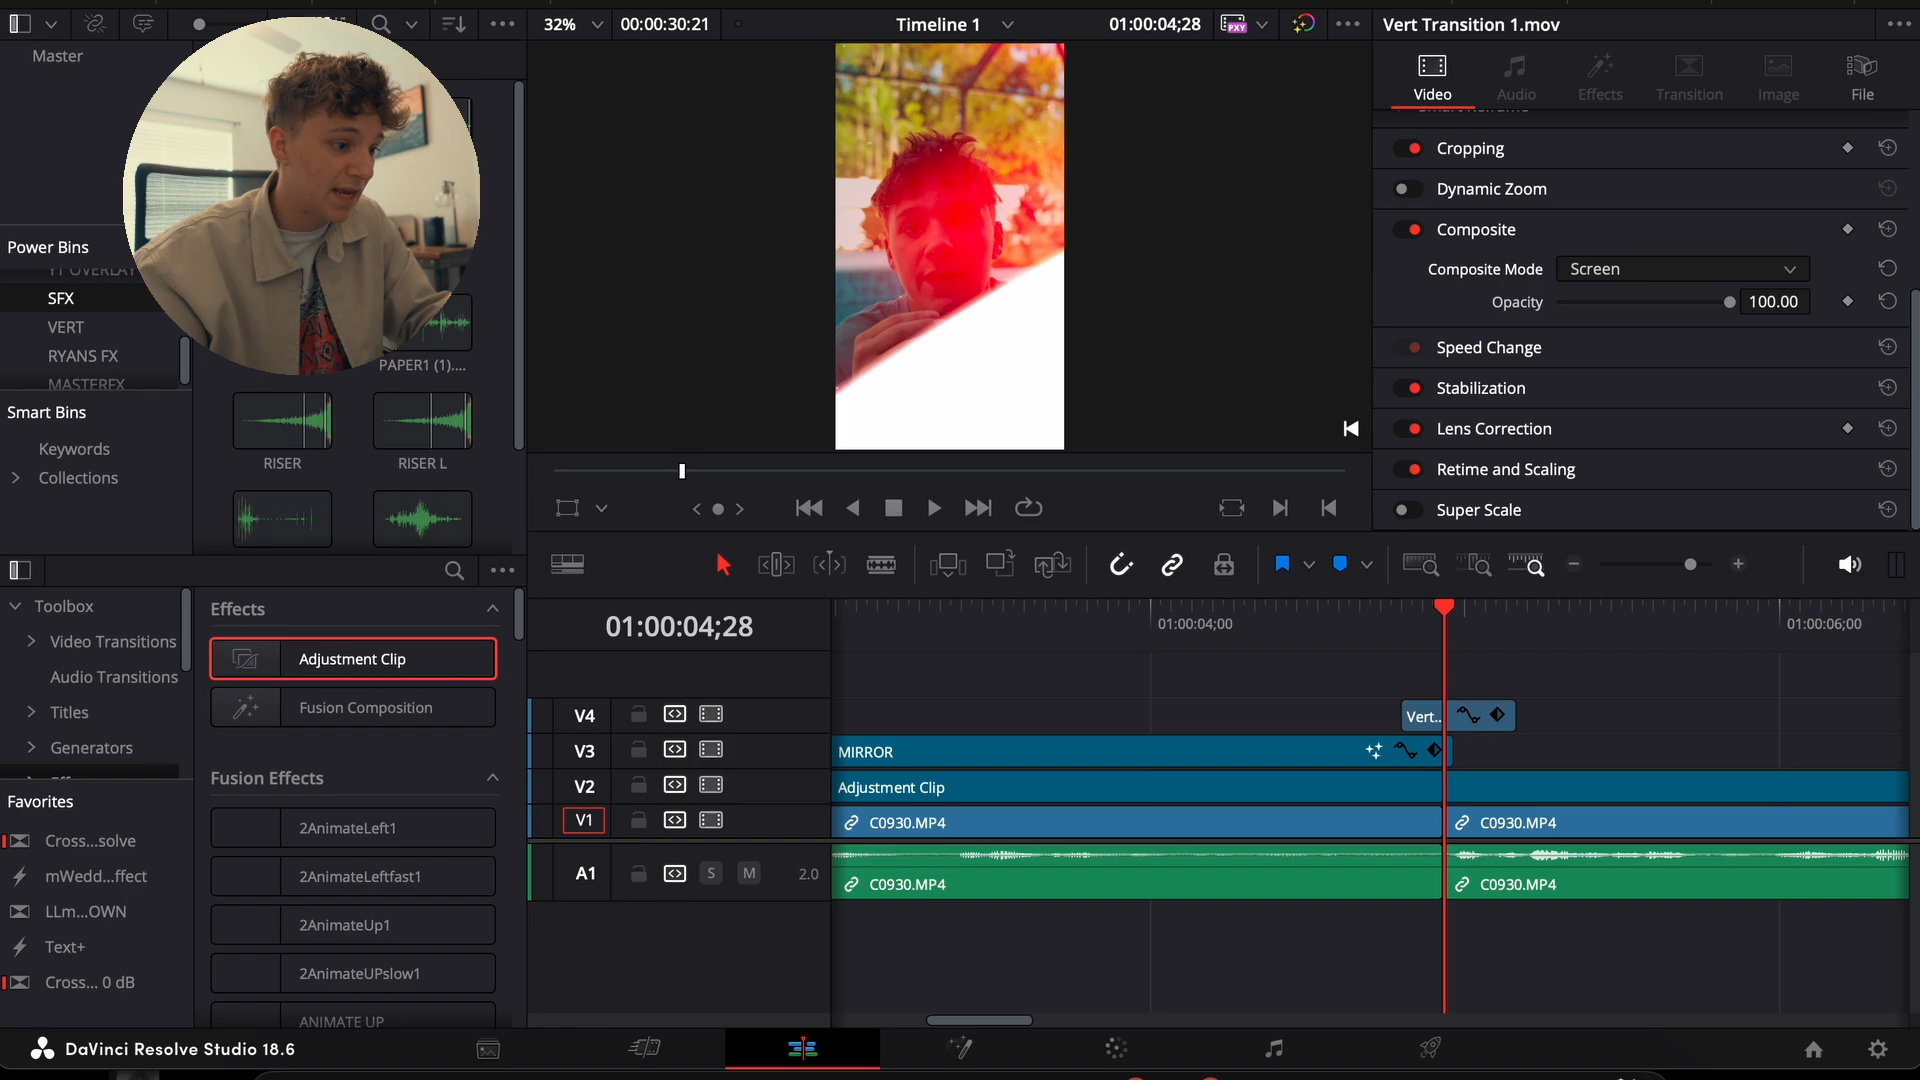 32%
00:00:30:21
Timeline 1
01:00:04;28
PXY
Vert Transition 1.mov
Master
Video
Audio
Effects
Transition
Image
File
Cropping
Dynamic Zoom
Composite
Composite Mode
Screen
Opacity
100.00
Speed Change
Stabilization
Lens Correction
Retime and Scaling
Super Scale
Power Bins
YT OVERLAY
SFX
VERT
RYANS FX
MASTERFX
Smart Bins
Keywords
Collections
PAPER1 (1)....
RISER
RISER L
Toolbox
Video Transitions
Audio Transitions
Titles
Generators
Favorites
Cross...solve
mWedd...ffect
LLm...OWN
Text+
Cross... 0 dB
Effects
Adjustment Clip
Fusion Composition
Fusion Effects
2AnimateLeft1
2AnimateLeftfast1
2AnimateUp1
2AnimateUPslow1
ANIMATE UP
01:00:04;28
01:00:04;00
01:00:06;00
V4
Vert..
V3
MIRROR
V2
Adjustment Clip
V1
C0930.MP4
C0930.MP4
A1
S
M
2.0
C0930.MP4
C0930.MP4
DaVinci Resolve Studio 18.6